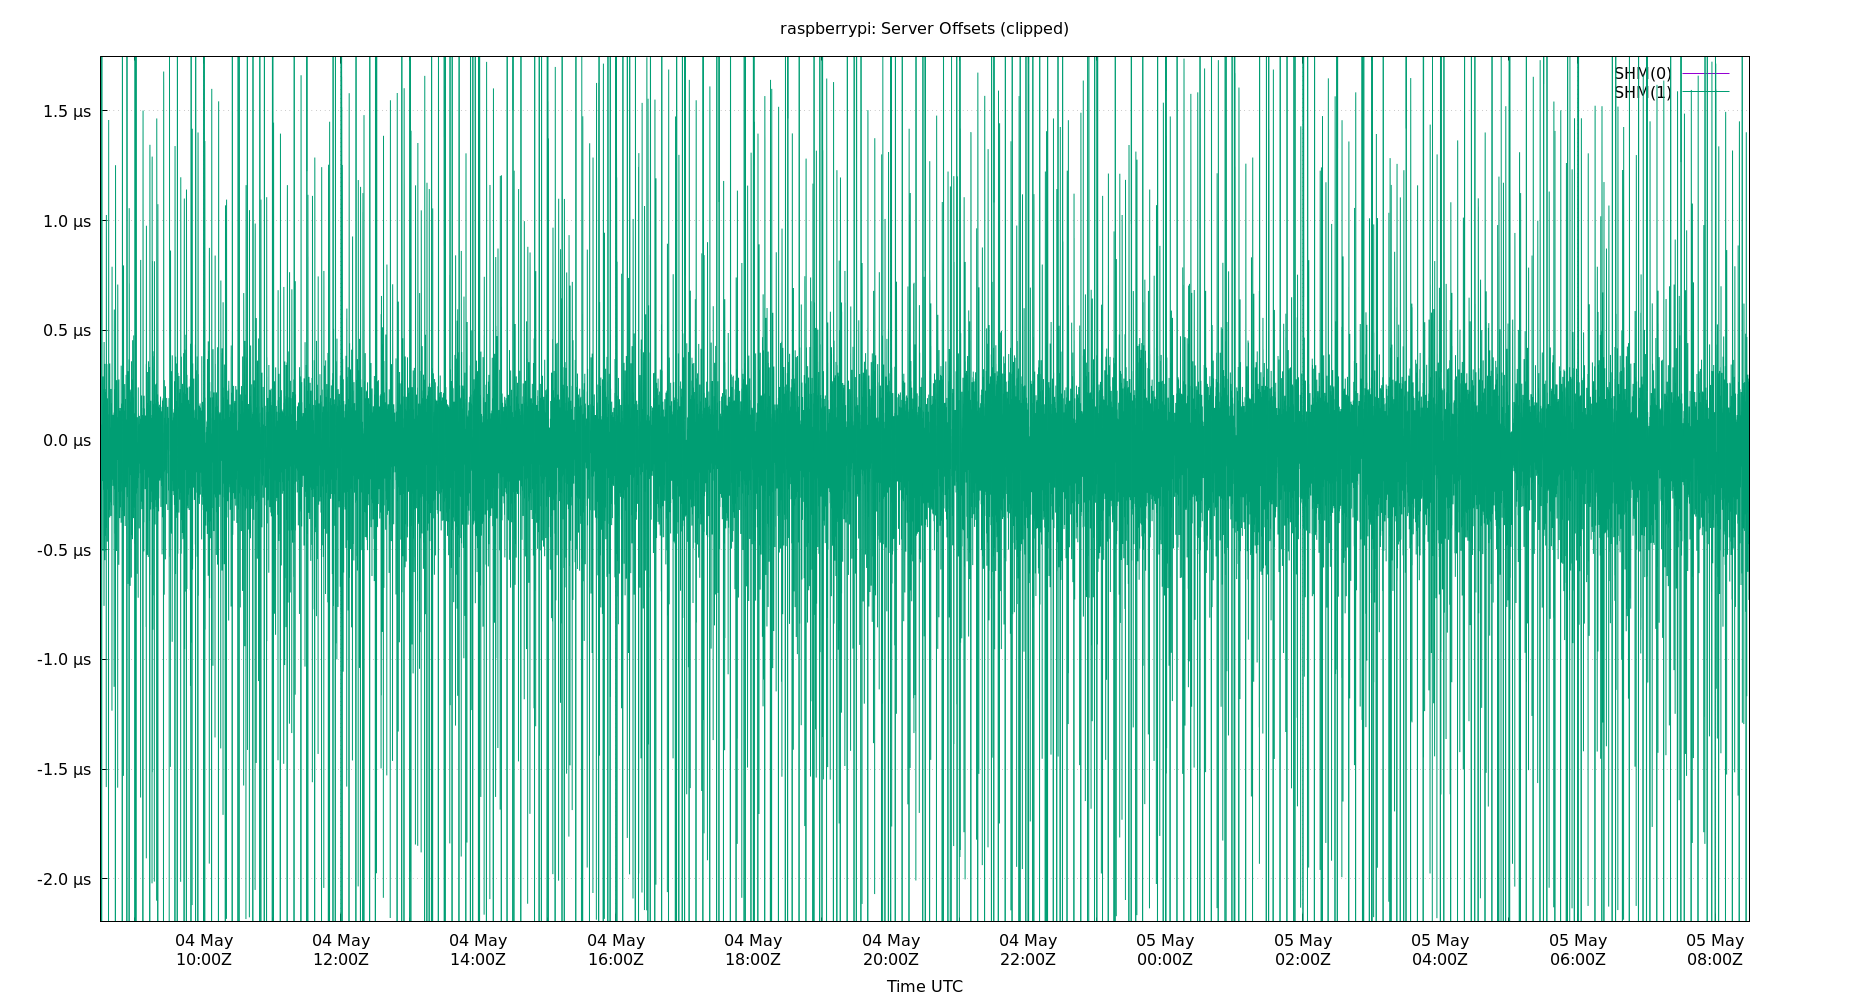 raspberrypi: Server Offsets (clipped)
SHM(0)
SHM(1)
1.5 µs
1.0 µs
0.5 µs
0.0 µs
-0.5 µs
-1.0 µs
-1.5 µs
-2.0 µs
04 May 04 May 04 May 04 May 04 May 04 May 04 May 05 May 05 May 05 May 05 May 05 May
10:00Z 12:00Z 14:00Z 16:00Z 18:00Z 20:00Z 22:00Z 00:00Z 02:00Z 04:00Z 06:00Z 08:00Z
Time UTC